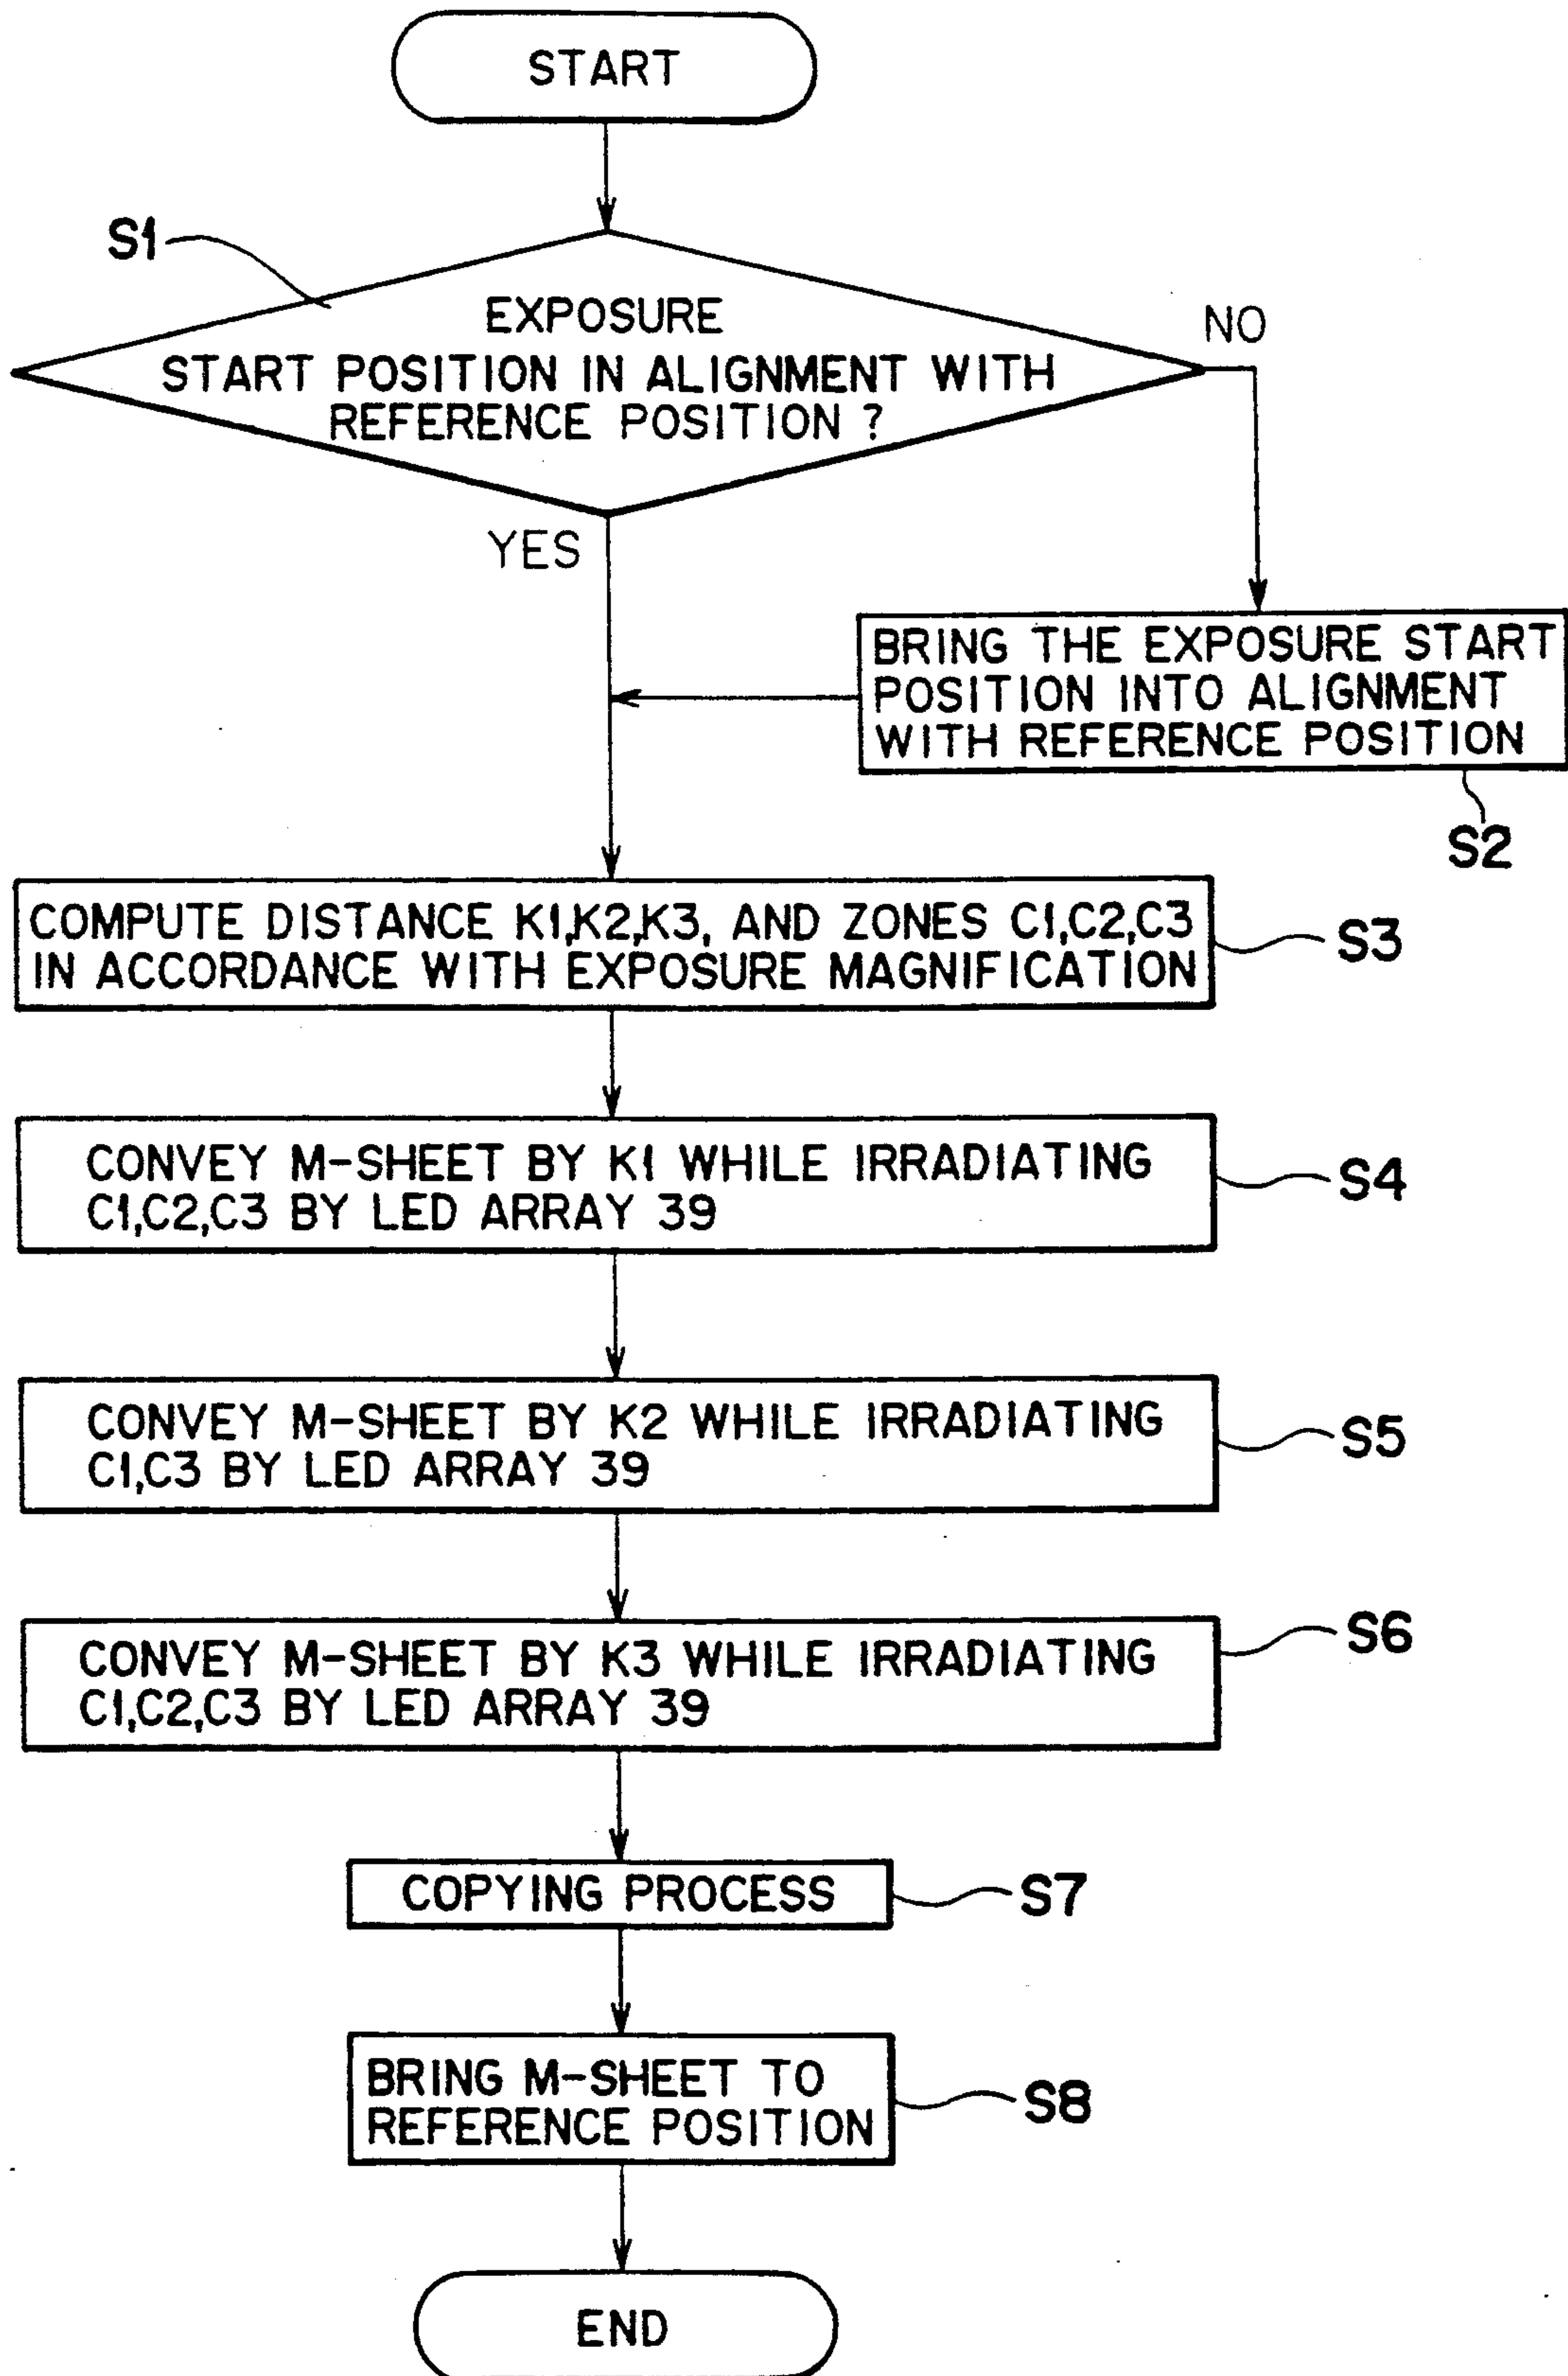 START
S1
EXPOSURE
START POSITION IN ALIGNMENT WITH
REFERENCE POSITION ?
NO
YES
BRING THE EXPOSURE START
POSITION INTO ALIGNMENT
WITH REFERENCE POSITION
S2
COMPUTE DISTANCE K1,K2,K3, AND ZONES C1,C2,C3
IN ACCORDANCE WITH EXPOSURE MAGNIFICATION
S3
CONVEY M-SHEET BY K1 WHILE IRRADIATING
C1,C2,C3 BY LED ARRAY 39
S4
CONVEY M-SHEET BY K2 WHILE IRRADIATING
C1,C3 BY LED ARRAY 39
S5
CONVEY M-SHEET BY K3 WHILE IRRADIATING
C1,C2,C3 BY LED ARRAY 39
S6
COPYING PROCESS
S7
BRING M-SHEET TO
REFERENCE POSITION
S8
END